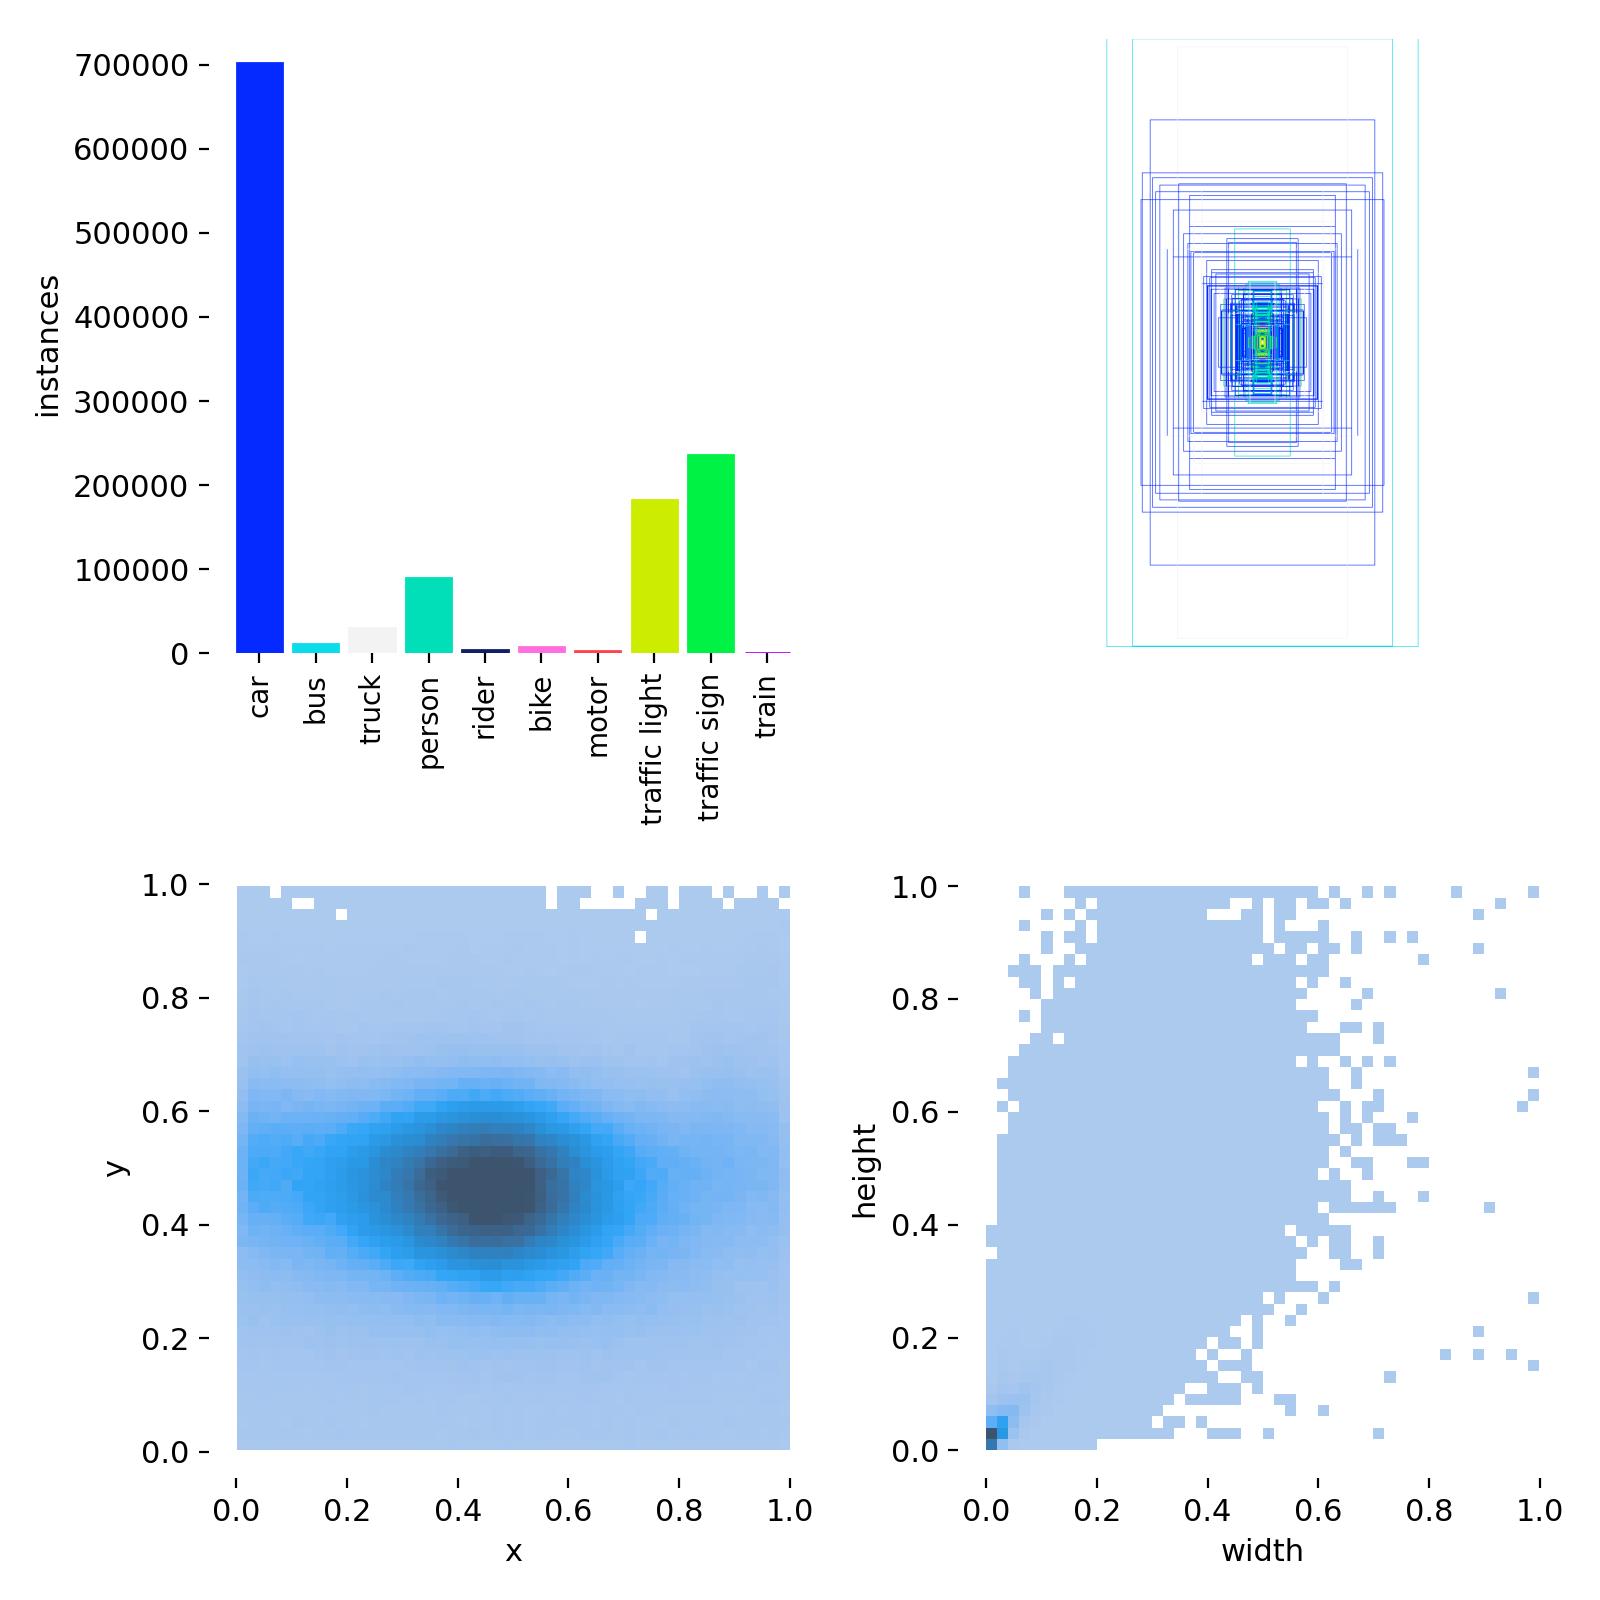 700000
600000
500000
400000
300000
200000
100000
0
instances
car
bus
truck
person
rider
bike
motor
traffic light
traffic sign
train
1.0
0.8
0.6
0.4
0.2
0.0
y
0.0 0.2 0.4 0.6 0.8 1.0
x
1.0
0.8
0.6
0.4
0.2
0.0
height
0.0 0.2 0.4 0.6 0.8 1.0
width